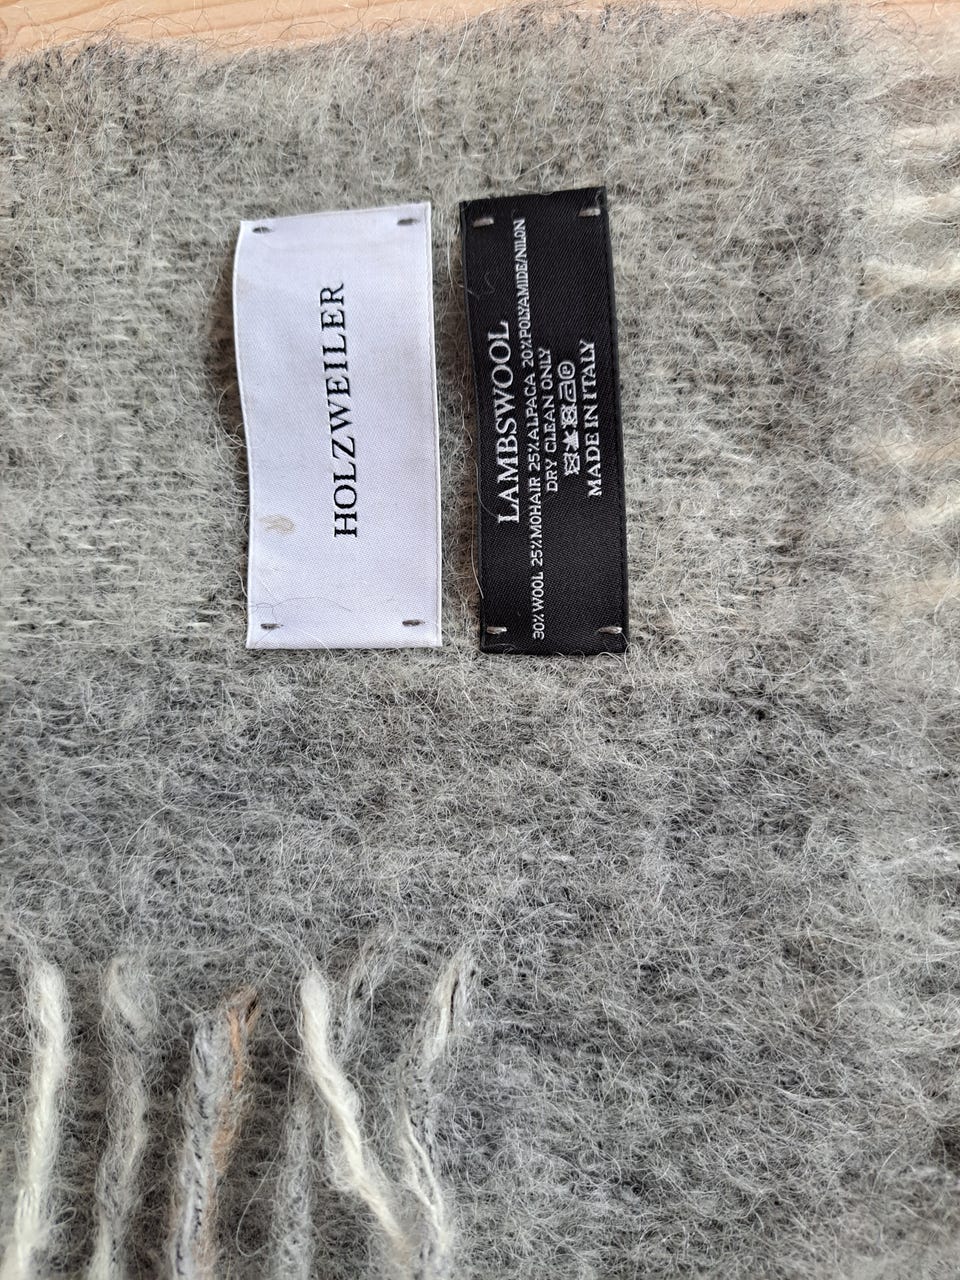 HOLZWEILER
LAMBSWOOL
30% WOOL 25% MOHAIR 25% ALPACA 20% POLYAMIDE/NILON
DRY CLEAN ONLY
MADE IN ITALY